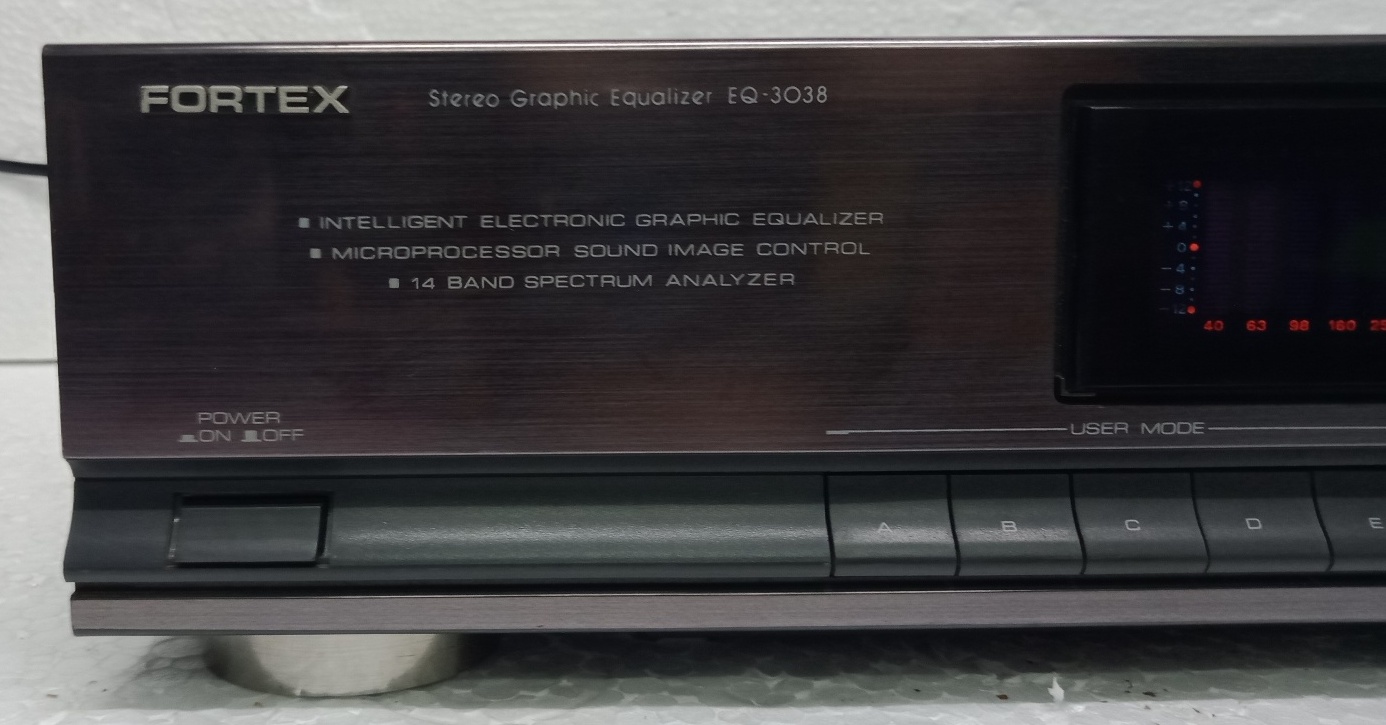 FORTEX Stereo Graphic Equalizer EQ-3038
■ INTELLIGENT ELECTRONIC GRAPHIC EQUALIZER
■ MICROPROCESSOR SOUND IMAGE CONTROL
■ 14 BAND SPECTRUM ANALYZER
+12
+8
+4
0
-4
-8
-12
40 63 98 160
POWER
ON OFF
USER MODE
A B C D E